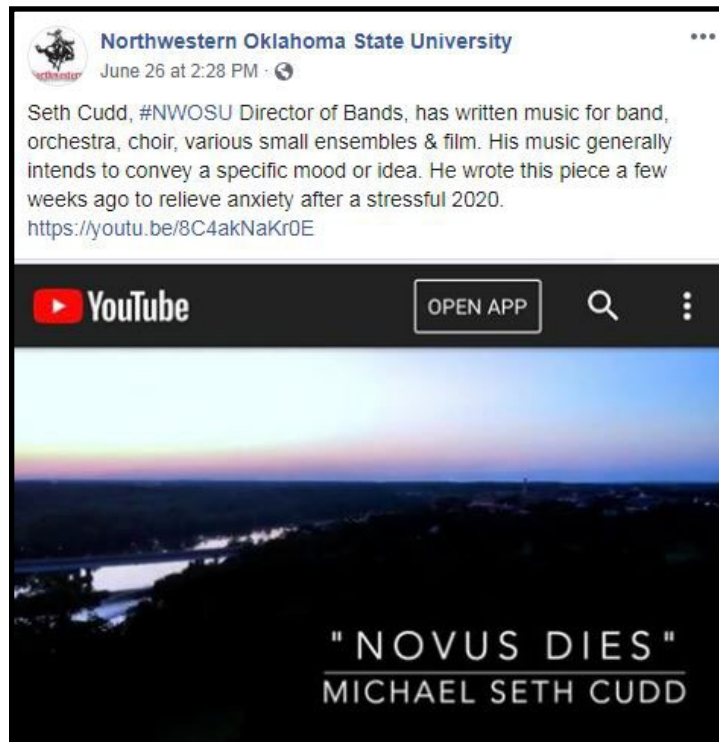 Northwestern Oklahoma State University
June 26 at 2:28 PM ·
Seth Cudd, #NWOSU Director of Bands, has written music for band,
orchestra, choir, various small ensembles & film. His music generally
intends to convey a specific mood or idea. He wrote this piece a few
weeks ago to relieve anxiety after a stressful 2020.
https://youtu.be/8C4akNaKr0E
YouTube
OPEN APP
"NOVUS DIES"
MICHAEL SETH CUDD